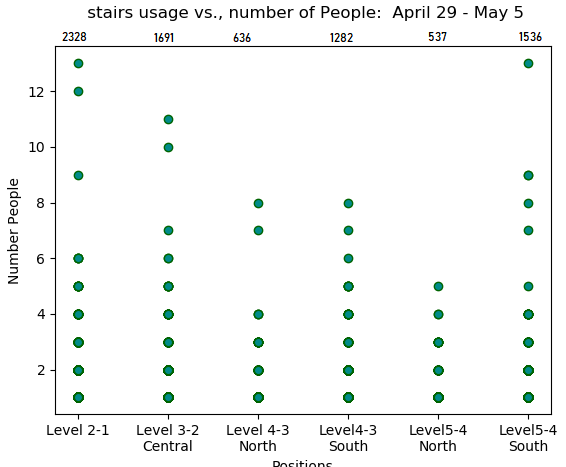 stairs usage vs., number of People:  April 29 - May 5
2328 1691 636 1282 537 1536
12
10
8
6
4
2
Number People
Level 2-1 Level 3-2 Level 4-3 Level4-3 Level5-4 Level5-4
Central North South North South
Positions